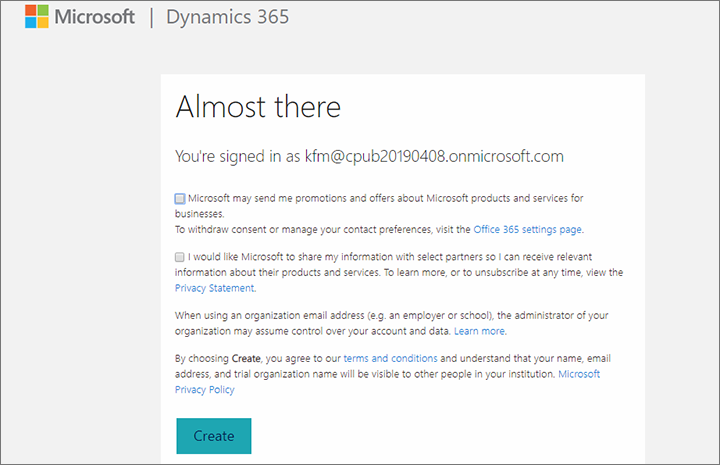 Microsoft | Dynamics 365
Almost there
You're signed in as kfm@cpub20190408.onmicrosoft.com
Microsoft may send me promotions and offers about Microsoft products and services for
businesses.
To withdraw consent or manage your contact preferences, visit the Office 365 settings page.
I would like Microsoft to share my information with select partners so I can receive relevant
information about their products and services. To learn more, or to unsubscribe at any time, view the
Privacy Statement.
When using an organization email address (e.g. an employer or school), the administrator of your
organization may assume control over your account and data. Learn more.
By choosing Create, you agree to our terms and conditions and understand that your name, email
address, and trial organization name will be visible to other people in your institution. Microsoft
Privacy Policy
Create